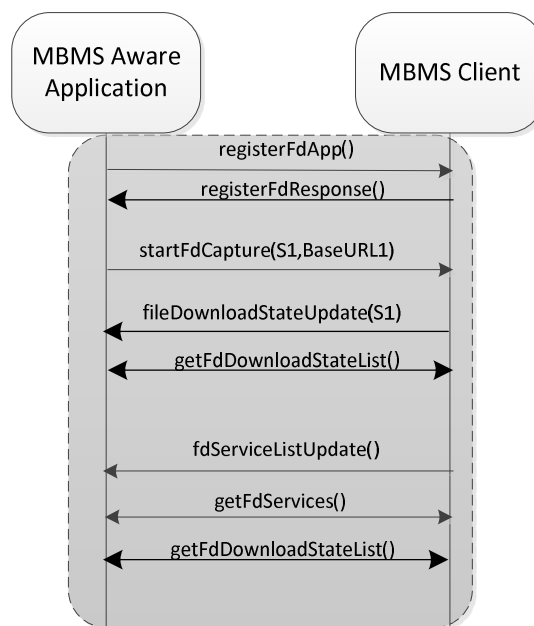 MBMS Aware
Application
MBMS Client
registerFdApp()
registerFdResponse()
startFdCapture(S1,BaseURL1)
fileDownloadStateUpdate(S1)
getFdDownloadStateList()
fdServiceListUpdate()
getFdServices()
getFdDownloadStateList()